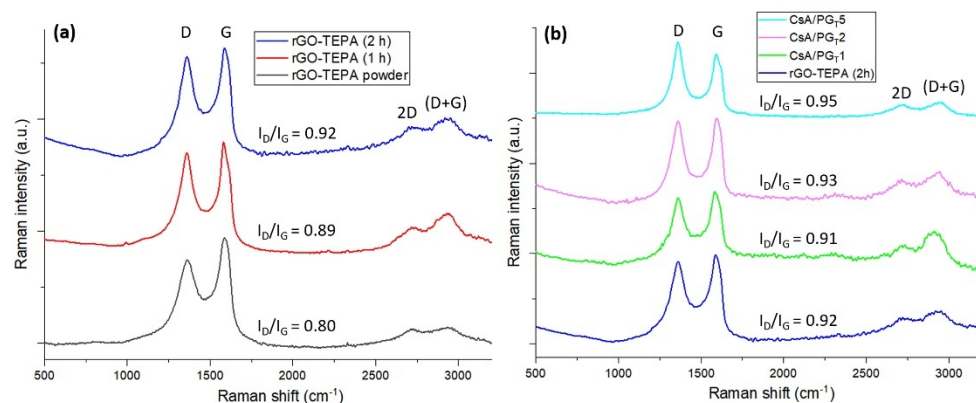 (a)
D
G
rGO-TEPA (2 h)
rGO-TEPA (1 h)
rGO-TEPA powder
2D
(D+G)
I_D/I_G = 0.92
I_D/I_G = 0.89
I_D/I_G = 0.80
Raman intensity (a.u.)
500 1000 1500 2000 2500 3000
Raman shift (cm⁻¹)
(b)
D
G
CsA/PG_T5
CsA/PG_T2
CsA/PG_T1
rGO-TEPA (2h)
2D
(D+G)
I_D/I_G = 0.95
I_D/I_G = 0.93
I_D/I_G = 0.91
I_D/I_G = 0.92
Raman intensity (a.u.)
500 1000 1500 2000 2500 3000
Raman shift (cm⁻¹)